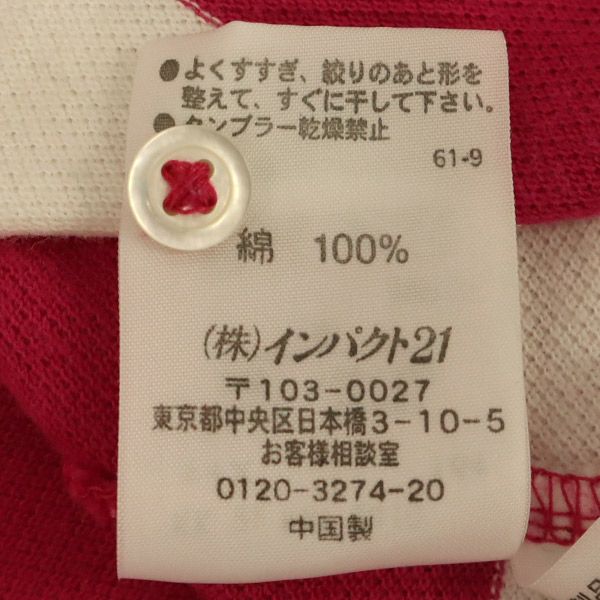 ●よくすすぎ、絞りのあと形を
整えて、すぐに干して下さい。
●タンブラー乾燥禁止
61-9
綿 100%
(株)インパクト21
〒103-0027
東京都中央区日本橋3-10-5
お客様相談室
0120-3274-20
中国製